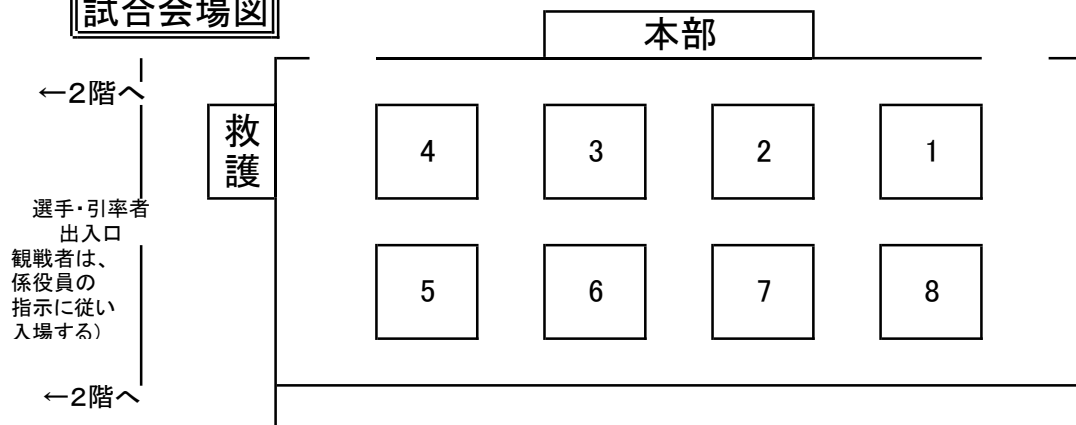 試合会場図
本部
←2階へ
救護
4
3
2
1
選手・引率者
出入口
観戦者は、
係役員の
指示に従い
入場する)
5
6
7
8
←2階へ